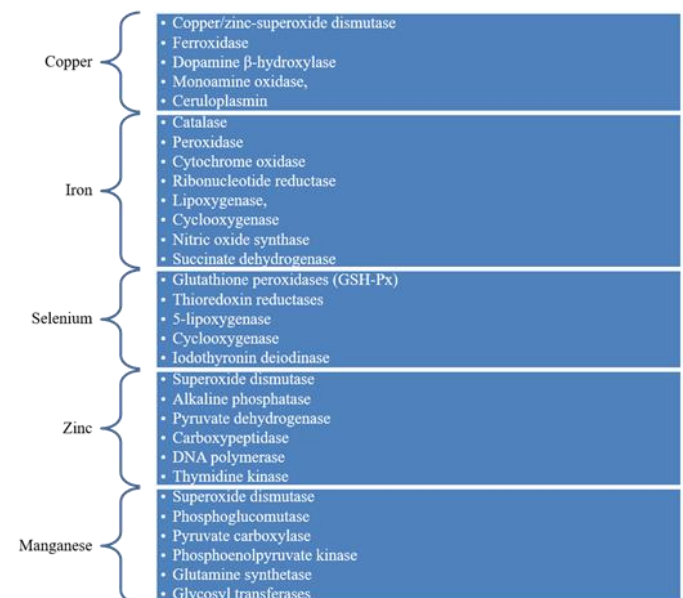 Copper
• Copper/zinc-superoxide dismutase
• Ferroxidase
• Dopamine β-hydroxylase
• Monoamine oxidase,
• Ceruloplasmin
Iron
• Catalase
• Peroxidase
• Cytochrome oxidase
• Ribonucleotide reductase
• Lipoxygenase,
• Cyclooxygenase
• Nitric oxide synthase
• Succinate dehydrogenase
Selenium
• Glutathione peroxidases (GSH-Px)
• Thioredoxin reductases
• 5-lipoxygenase
• Cyclooxygenase
• Iodothyronin deiodinase
Zinc
• Superoxide dismutase
• Alkaline phosphatase
• Pyruvate dehydrogenase
• Carboxypeptidase
• DNA polymerase
• Thymidine kinase
Manganese
• Superoxide dismutase
• Phosphoglucomutase
• Pyruvate carboxylase
• Phosphoenolpyruvate kinase
• Glutamine synthetase
• Glycosyl transferases